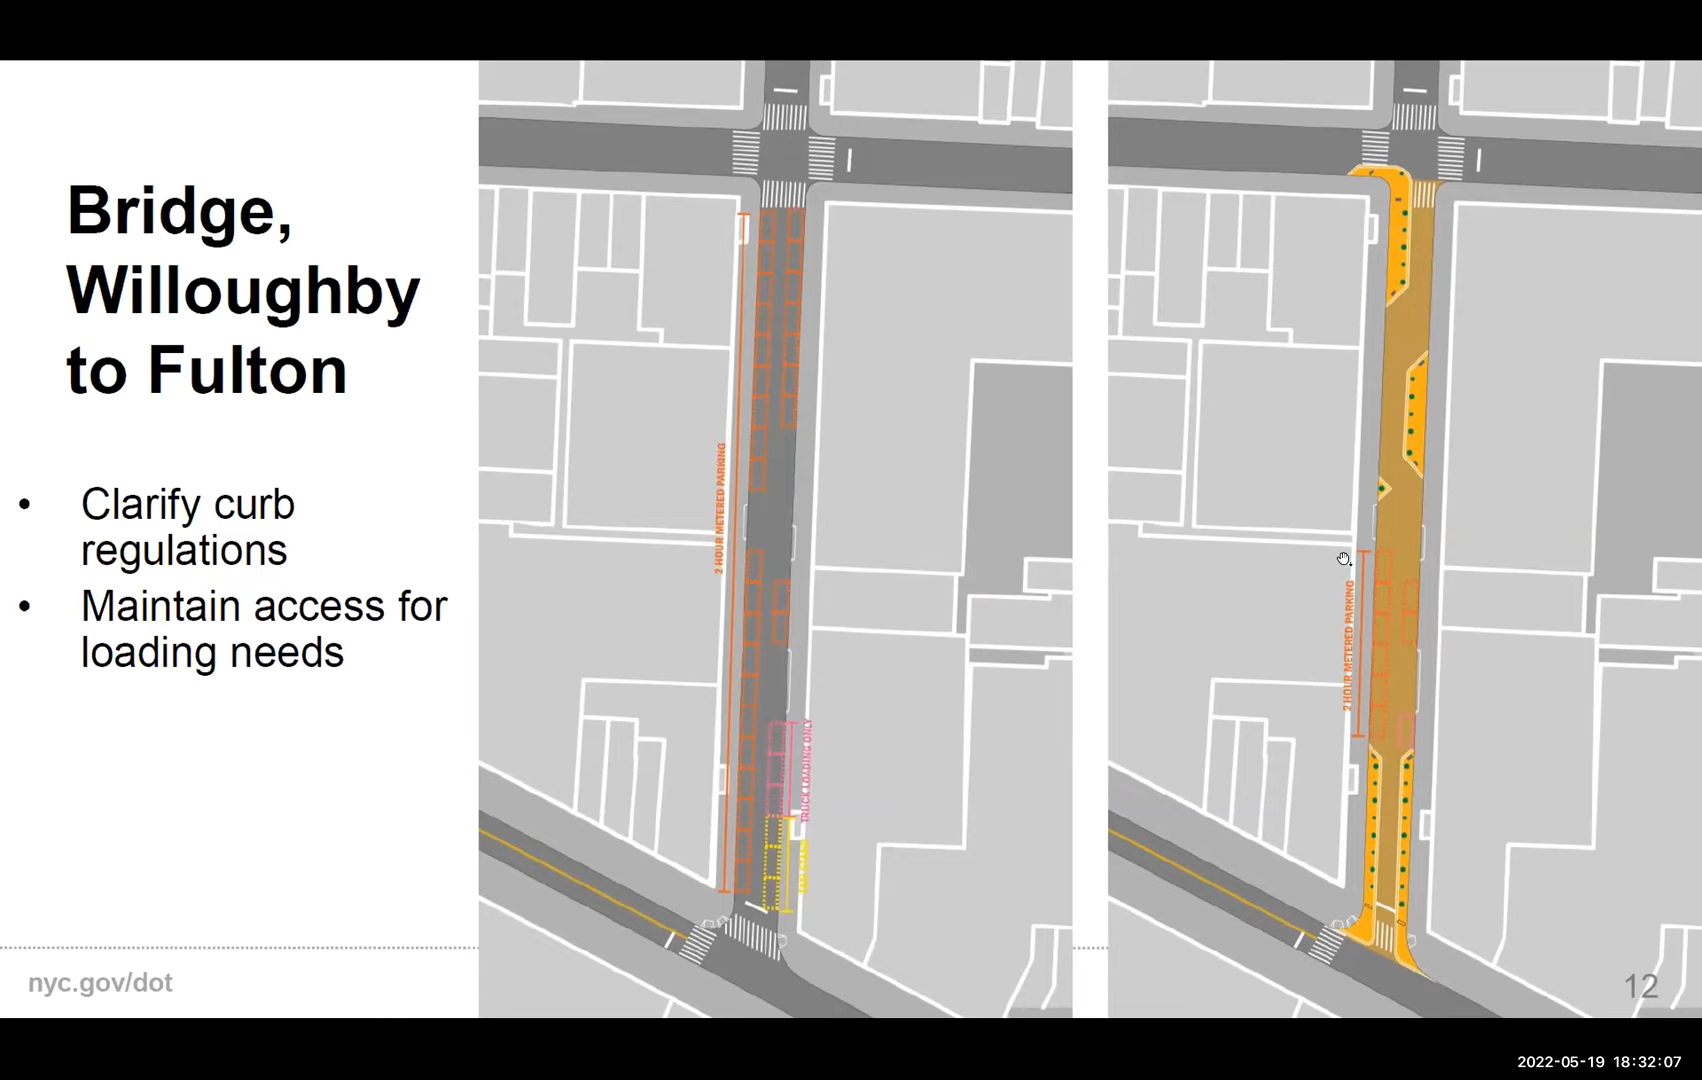 Bridge,
Willoughby
to Fulton
• Clarify curb
regulations
• Maintain access for
loading needs
2 HOUR METERED PARKING
TRUCK LOADING ONLY
2 HOUR METERED PARKING
nyc.gov/dot
12
2022-05-19 18:32:07